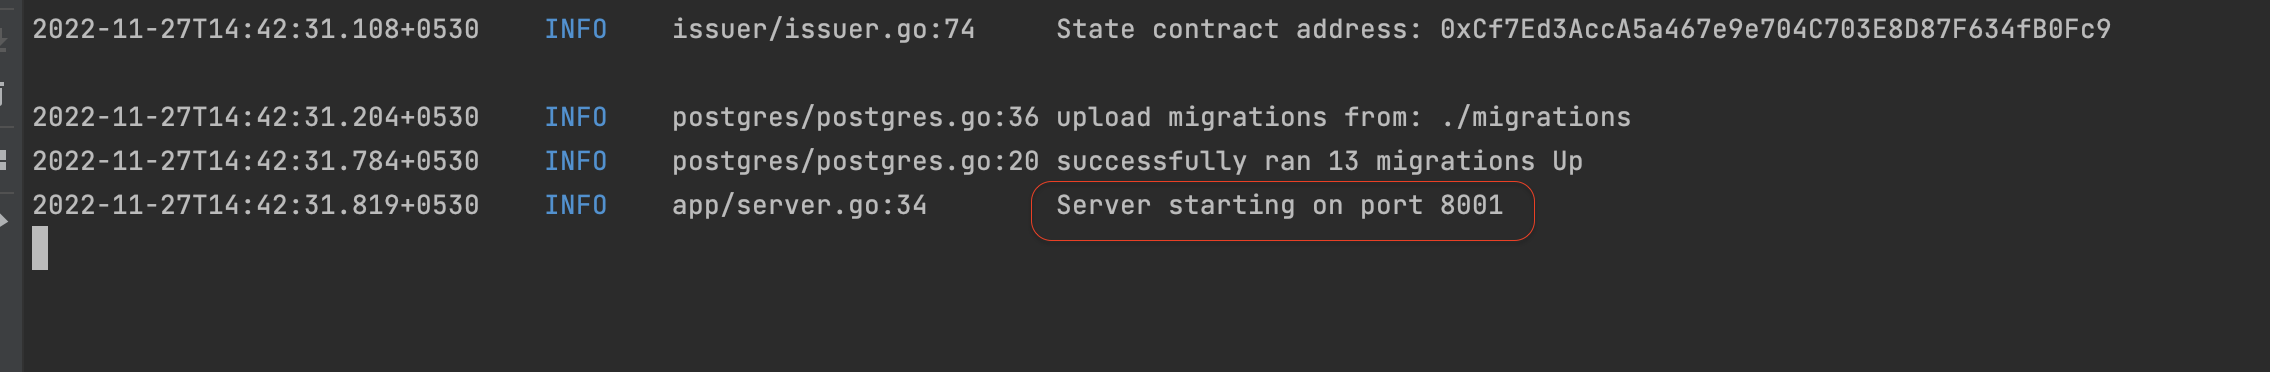 2022-11-27T14:42:31.108+0530 INFO issuer/issuer.go:74 State contract address: 0xCf7Ed3AccA5a467e9e704C703E8D87F634fB0Fc9
2022-11-27T14:42:31.204+0530 INFO postgres/postgres.go:36 upload migrations from: ./migrations
2022-11-27T14:42:31.784+0530 INFO postgres/postgres.go:20 successfully ran 13 migrations Up
2022-11-27T14:42:31.819+0530 INFO app/server.go:34 Server starting on port 8001